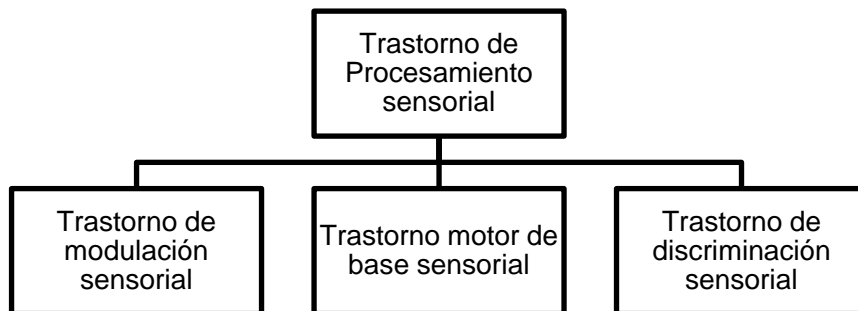 Trastorno de
Procesamiento
sensorial
Trastorno de
modulación
sensorial
Trastorno motor de
base sensorial
Trastorno de
discriminación
sensorial